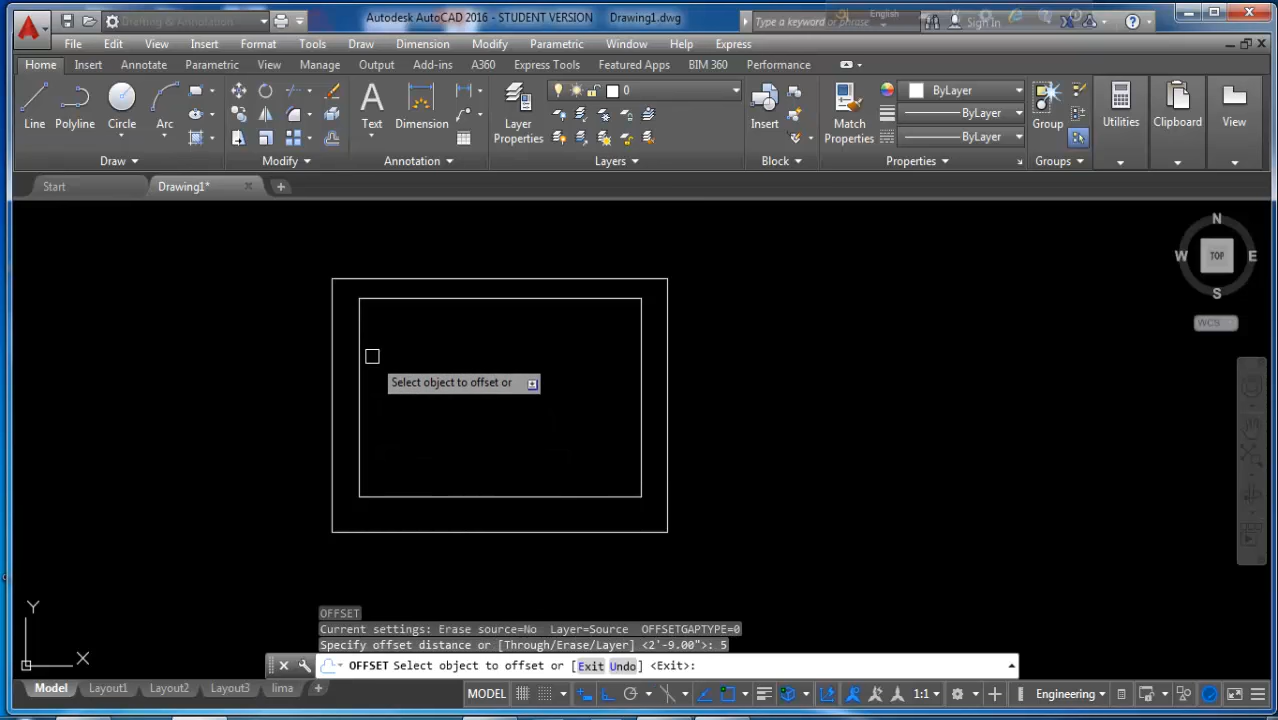 Drafting & Annotation
Autodesk AutoCAD 2016 - STUDENT VERSION Drawing1.dwg
Type a keyword or phrase
English
Sign In
File Edit View Insert Format Tools Draw Dimension Modify Parametric Window Help Express
Home Insert Annotate Parametric View Manage Output Add-ins A360 Express Tools Featured Apps BIM 360 Performance
Line Polyline Circle Arc Text Dimension Layer Properties 0 Insert Match Properties ByLayer ByLayer ByLayer Group Utilities Clipboard View
Draw Modify Annotation Layers Block Properties Groups
Start Drawing1* +
N
W TOP E
S
WCS
Select object to offset or
OFFSET
Current settings: Erase source=No Layer=Source OFFSETGAPTYPE=0
Specify offset distance or [Through/Erase/Layer] <2'-9.00">: 5
Y
X
OFFSET Select object to offset or [Exit Undo] <Exit>:
Model Layout1 Layout2 Layout3 lima + MODEL 1:1 Engineering